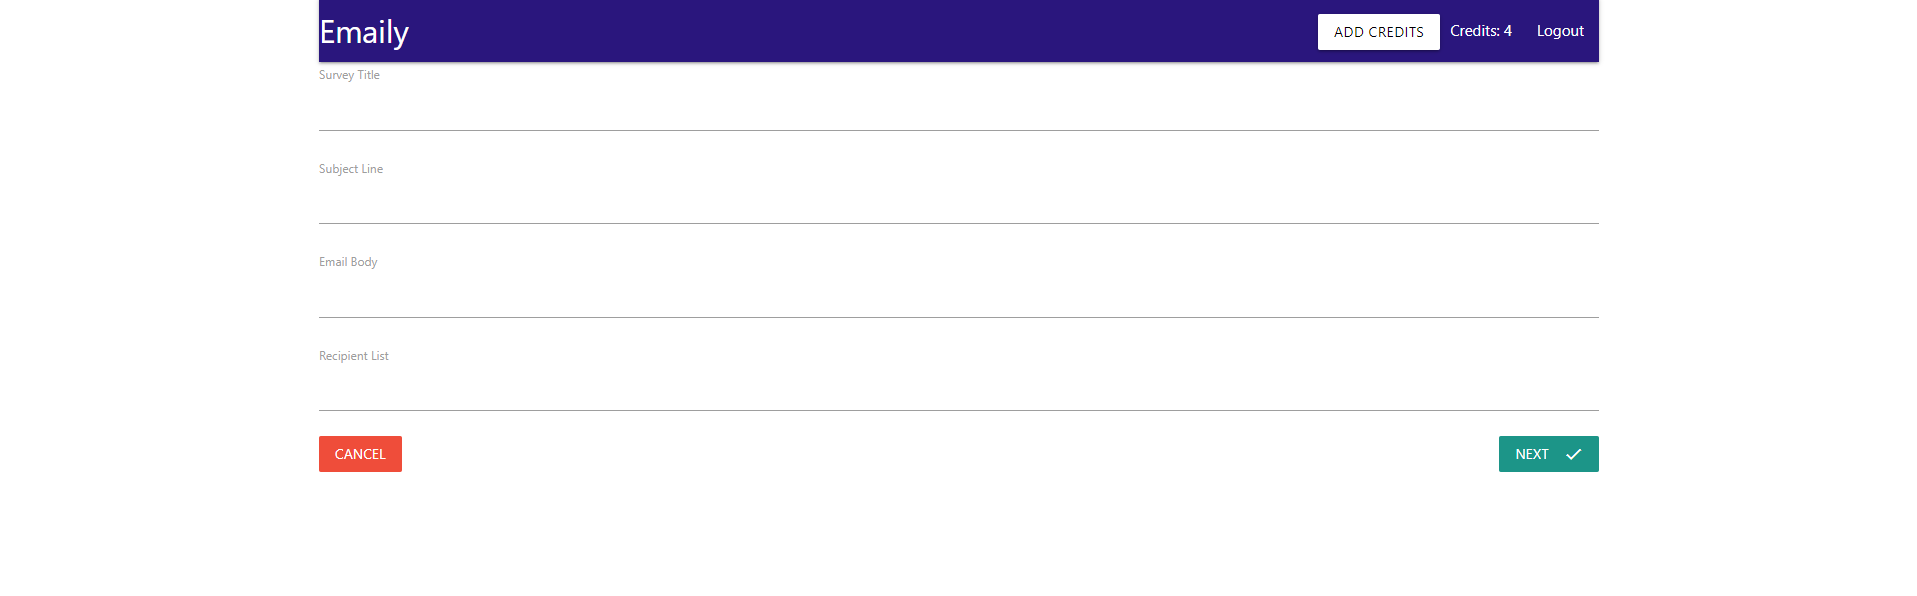 Emaily
ADD CREDITS Credits: 4 Logout
Survey Title
Subject Line
Email Body
Recipient List
CANCEL NEXT